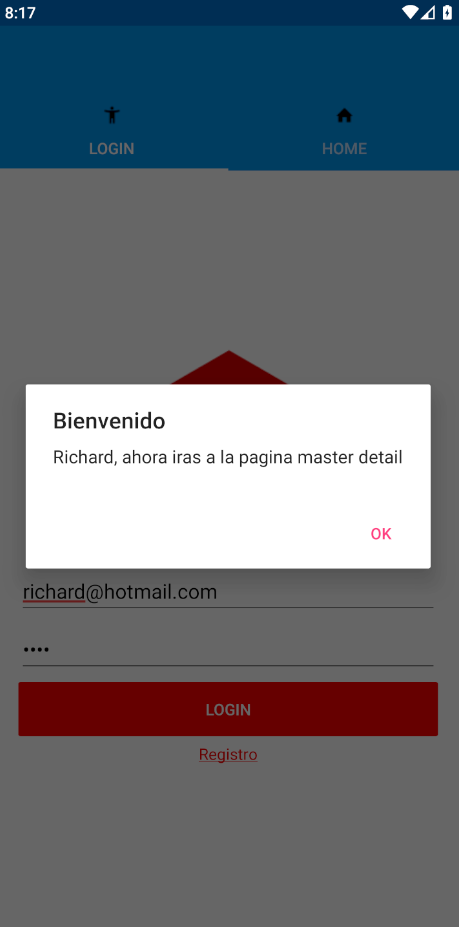 8:17
LOGIN
HOME
Bienvenido
Richard, ahora iras a la pagina master detail
OK
richard@hotmail.com
••••
LOGIN
Registro